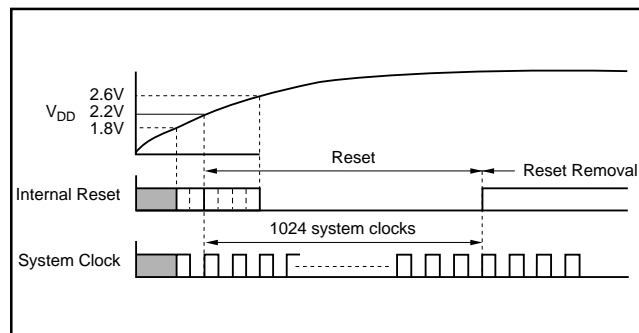 2.6V
V_DD 2.2V
1.8V
Reset
Reset Removal
Internal Reset
1024 system clocks
System Clock